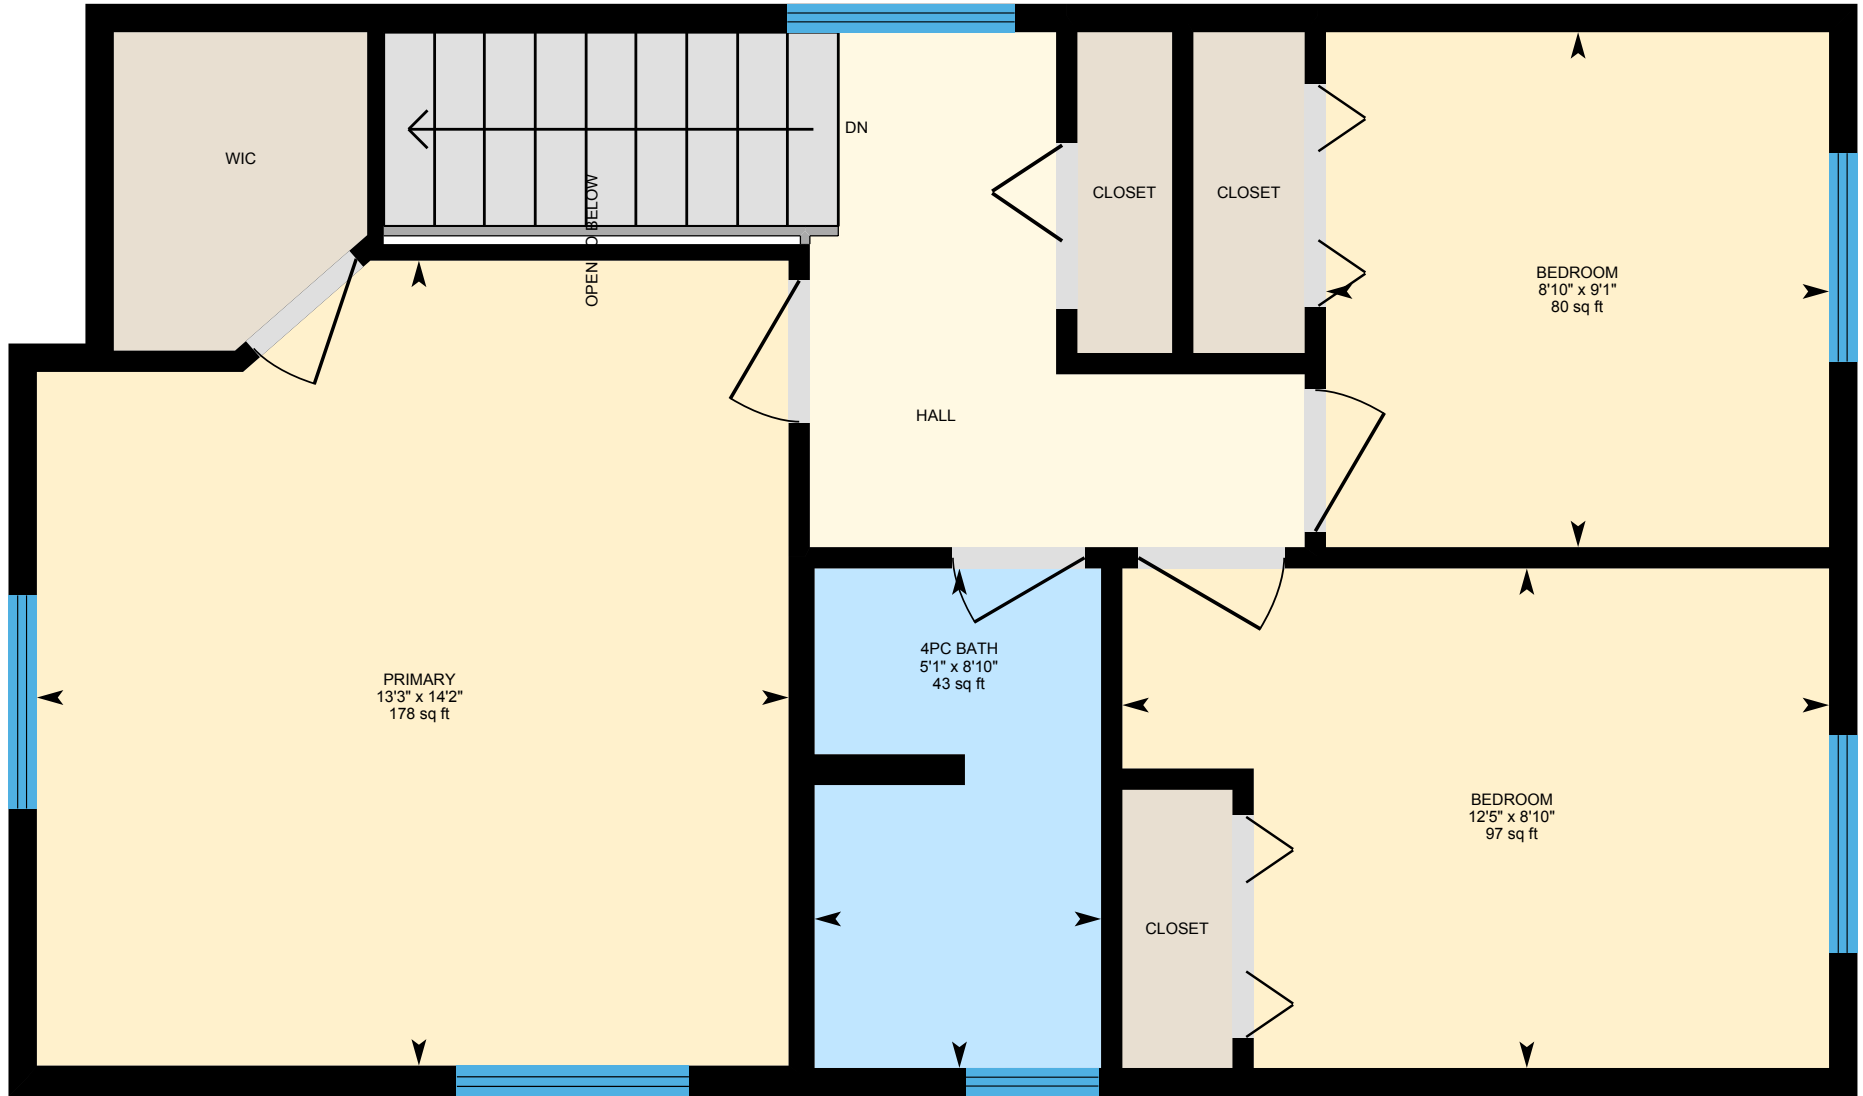 DN
WIC
CLOSET
CLOSET
OPEN TO BELOW
BEDROOM
8'10" x 9'1"
80 sq ft
HALL
4PC BATH
5'1" x 8'10"
43 sq ft
PRIMARY
13'3" x 14'2"
178 sq ft
BEDROOM
12'5" x 8'10"
97 sq ft
CLOSET